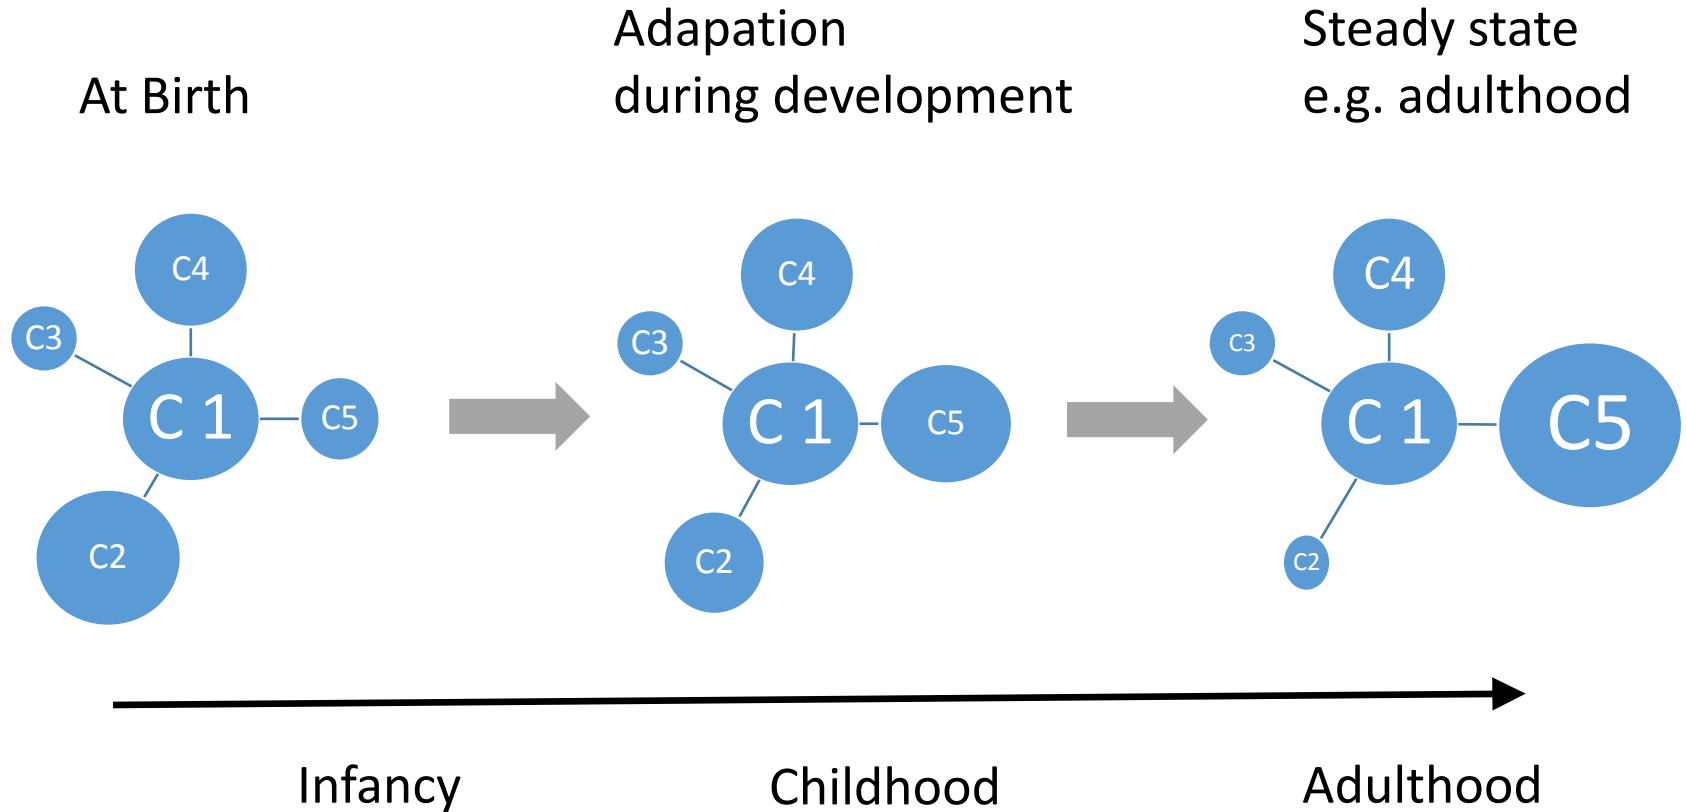 At Birth
Adapation
during development
Steady state
e.g. adulthood
C4
C3
C 1
C5
C2
C4
C3
C 1
C5
C2
C4
C3
C 1
C5
C2
Infancy
Childhood
Adulthood